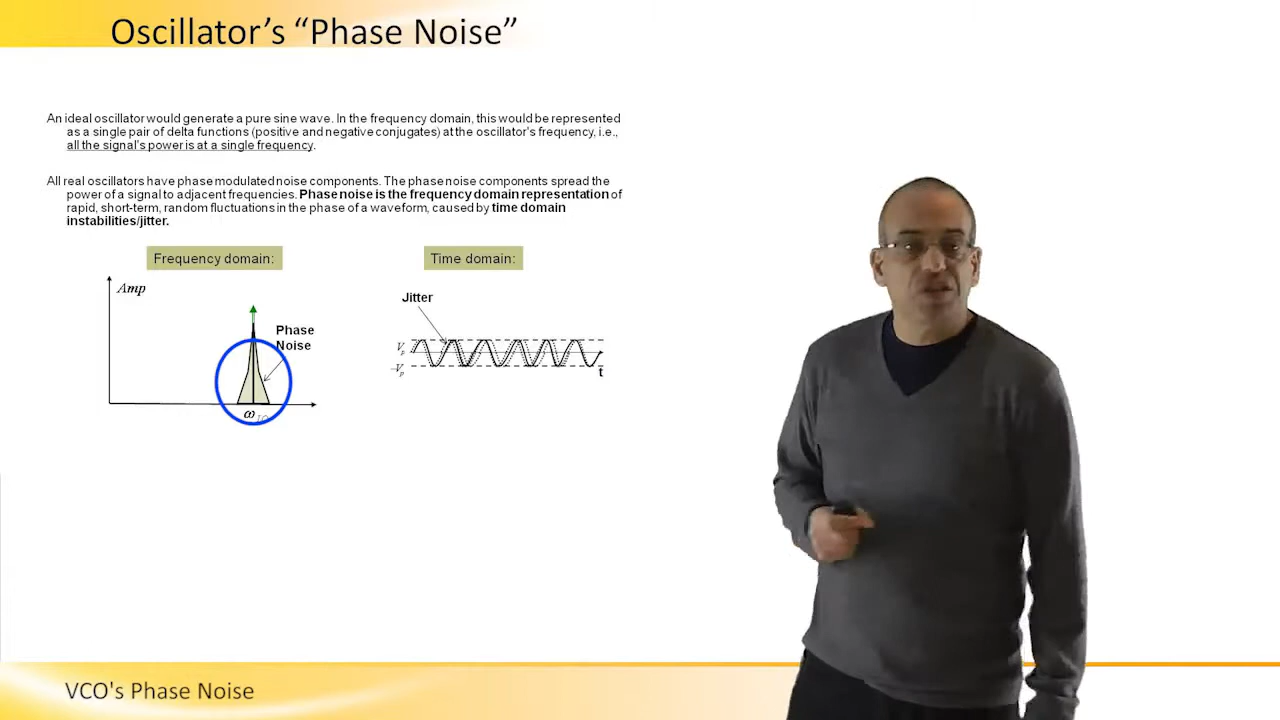 Oscillator's “Phase Noise”
An ideal oscillator would generate a pure sine wave. In the frequency domain, this would be represented
as a single pair of delta functions (positive and negative conjugates) at the oscillator's frequency, i.e.,
all the signal's power is at a single frequency.
All real oscillators have phase modulated noise components. The phase noise components spread the
power of a signal to adjacent frequencies. Phase noise is the frequency domain representation of
rapid, short-term, random fluctuations in the phase of a waveform, caused by time domain
instabilities/jitter.
Frequency domain:
Time domain:
Amp
Phase
Noise
ω LO
Jitter
Vp
-Vp
t
VCO's Phase Noise